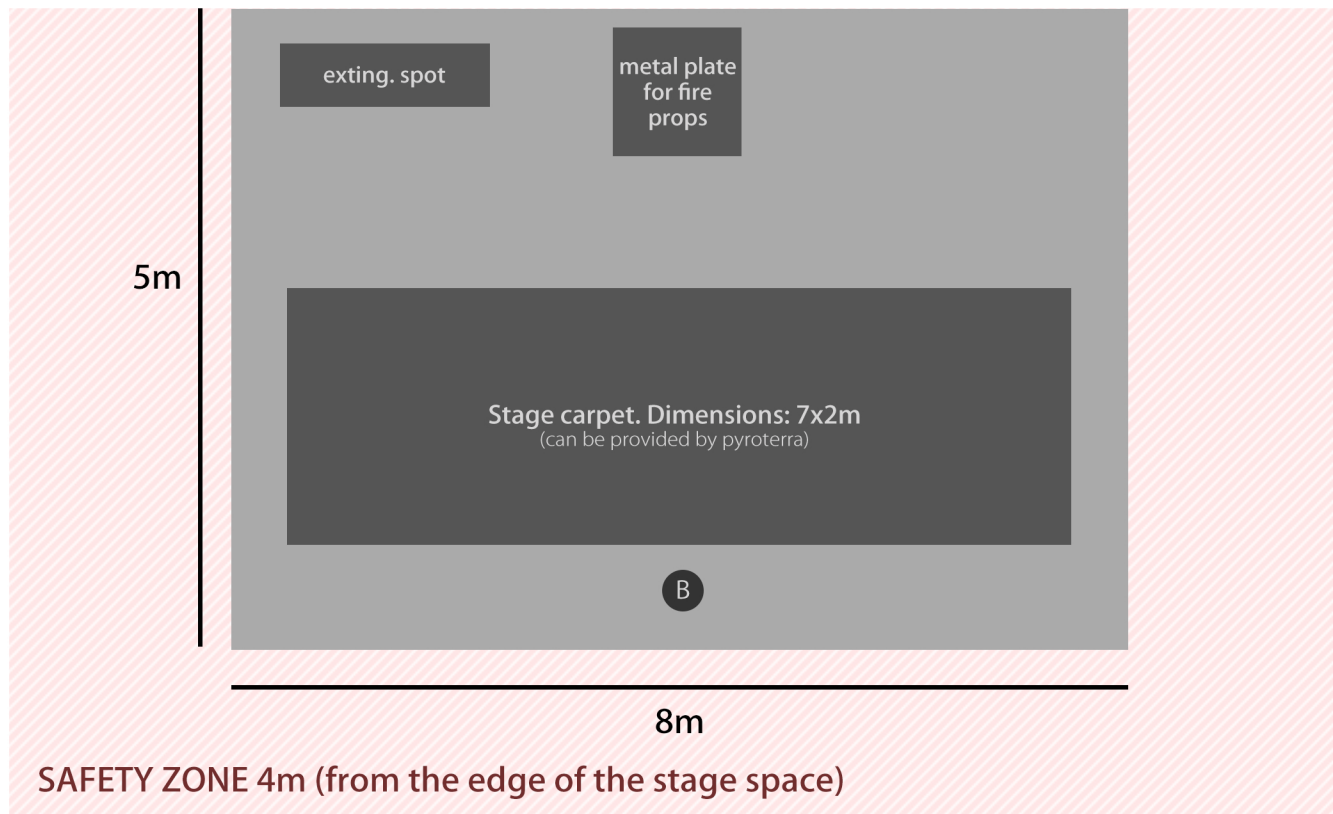 exting. spot
metal plate
for fire
props
5m
Stage carpet. Dimensions: 7x2m
(can be provided by pyroterra)
B
8m
SAFETY ZONE 4m (from the edge of the stage space)